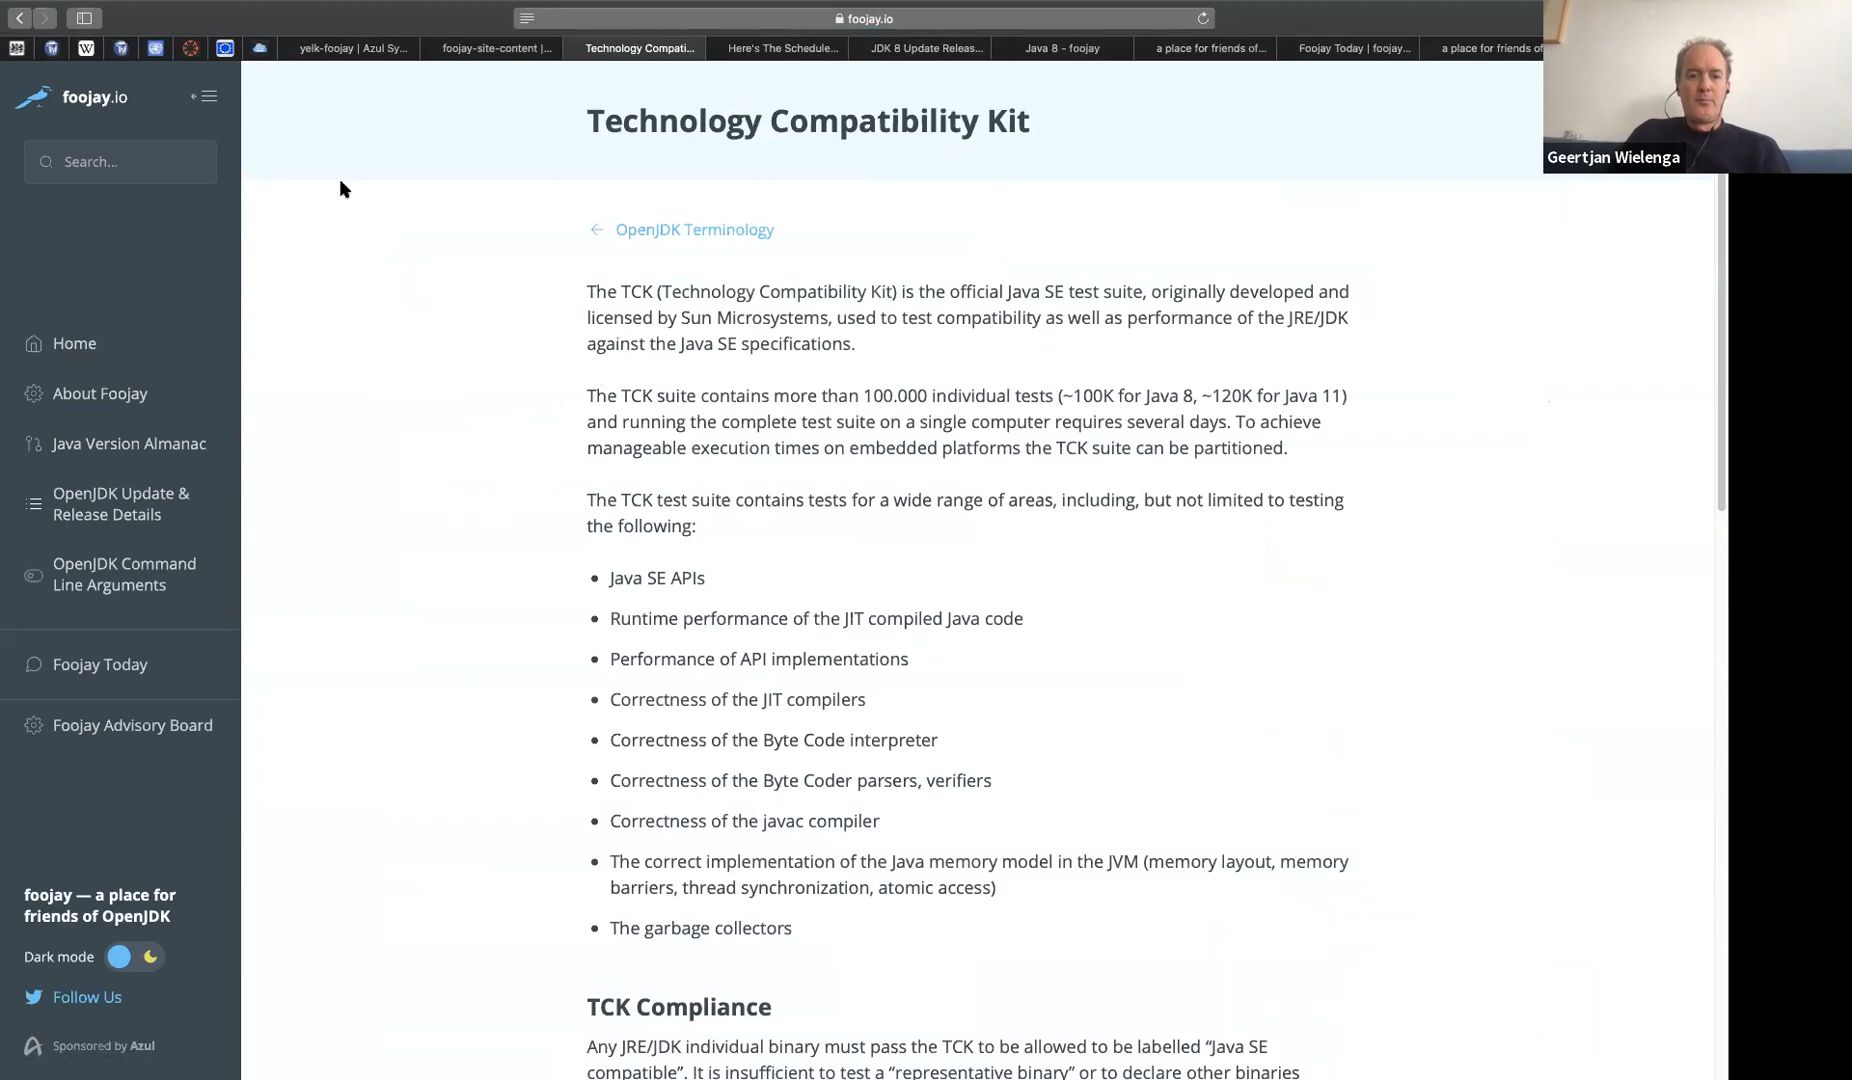 foojay.io
yelk-foojay | Azul Sy...
foojay-site-content |...
Technology Compati...
Here's The Schedule...
JDK 8 Update Releas...
Java 8 - foojay
a place for friends of...
Foojay Today | foojay...
a place for friends of
foojay.io
Search...
Home
About Foojay
Java Version Almanac
OpenJDK Update &
Release Details
OpenJDK Command
Line Arguments
Foojay Today
Foojay Advisory Board
foojay — a place for
friends of OpenJDK
Dark mode
Follow Us
Sponsored by Azul
Technology Compatibility Kit
← OpenJDK Terminology
The TCK (Technology Compatibility Kit) is the official Java SE test suite, originally developed and
licensed by Sun Microsystems, used to test compatibility as well as performance of the JRE/JDK
against the Java SE specifications.
The TCK suite contains more than 100.000 individual tests (~100K for Java 8, ~120K for Java 11)
and running the complete test suite on a single computer requires several days. To achieve
manageable execution times on embedded platforms the TCK suite can be partitioned.
The TCK test suite contains tests for a wide range of areas, including, but not limited to testing
the following:
• Java SE APIs
• Runtime performance of the JIT compiled Java code
• Performance of API implementations
• Correctness of the JIT compilers
• Correctness of the Byte Code interpreter
• Correctness of the Byte Coder parsers, verifiers
• Correctness of the javac compiler
• The correct implementation of the Java memory model in the JVM (memory layout, memory
barriers, thread synchronization, atomic access)
• The garbage collectors
TCK Compliance
Any JRE/JDK individual binary must pass the TCK to be allowed to be labelled “Java SE
compatible”. It is insufficient to test a “representative binary” or to declare other binaries
Geertjan Wielenga